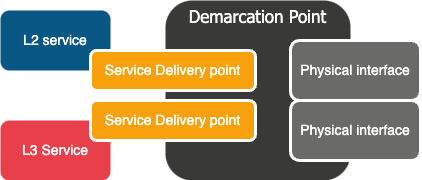 Demarcation Point
L2 service
Service Delivery point
Physical interface
Service Delivery point
Physical interface
L3 Service